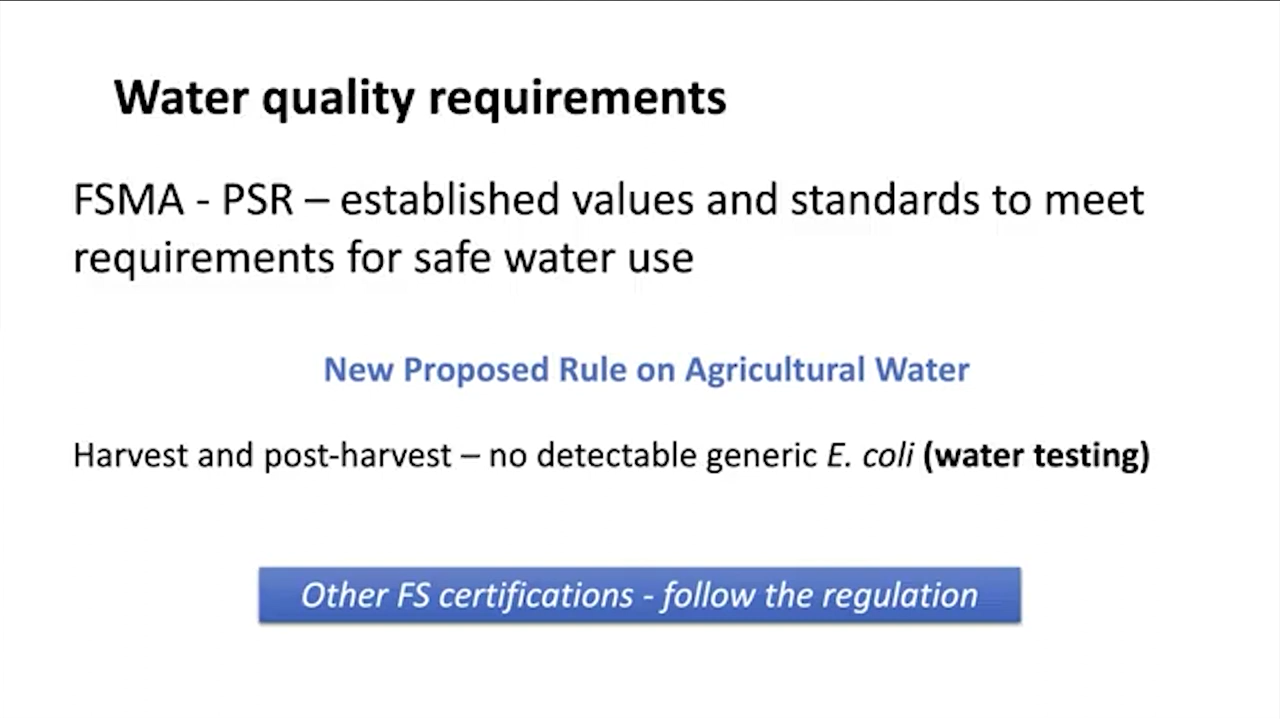 Water quality requirements
FSMA - PSR – established values and standards to meet
requirements for safe water use
New Proposed Rule on Agricultural Water
Harvest and post-harvest – no detectable generic E. coli (water testing)
Other FS certifications - follow the regulation